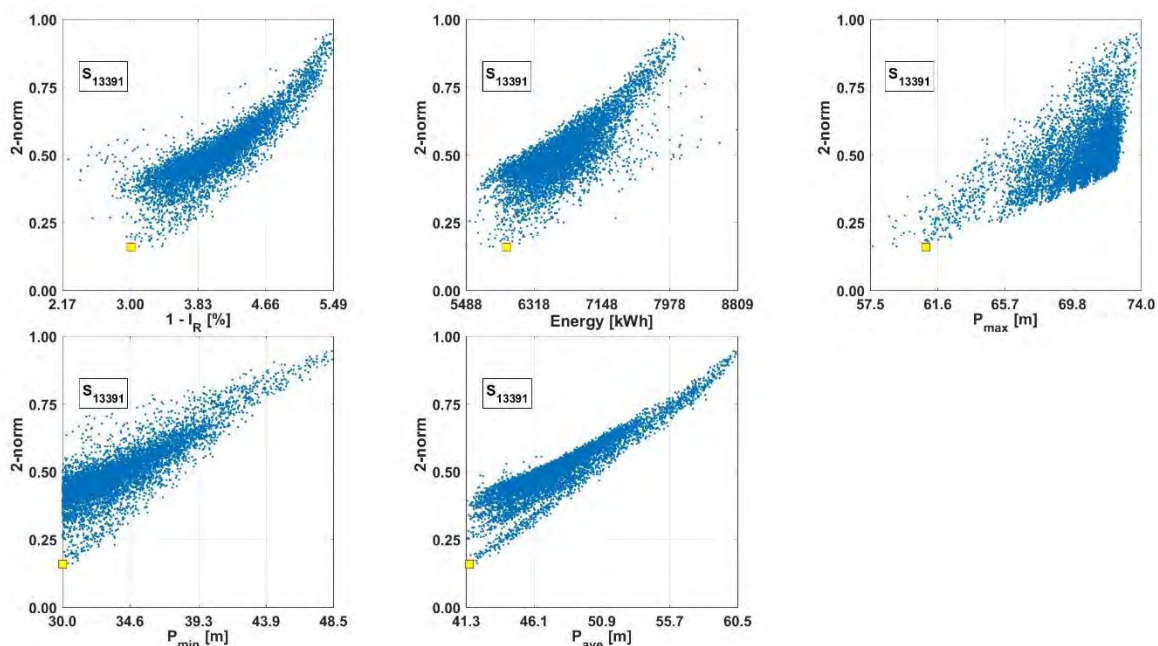 1.00
0.75
0.50
0.25
0.00
2-norm
S13391
2.17 3.00 3.83 4.66 5.49
1 - IR [%]
1.00
0.75
0.50
0.25
0.00
2-norm
S13391
5488 6318 7148 7978 8809
Energy [kWh]
1.00
0.75
0.50
0.25
0.00
2-norm
S13391
57.5 61.6 65.7 69.8 74.0
Pmax [m]
1.00
0.75
0.50
0.25
0.00
2-norm
S13391
30.0 34.6 39.3 43.9 48.5
Pmin [m]
1.00
0.75
0.50
0.25
0.00
2-norm
S13391
41.3 46.1 50.9 55.7 60.5
Pave [m]